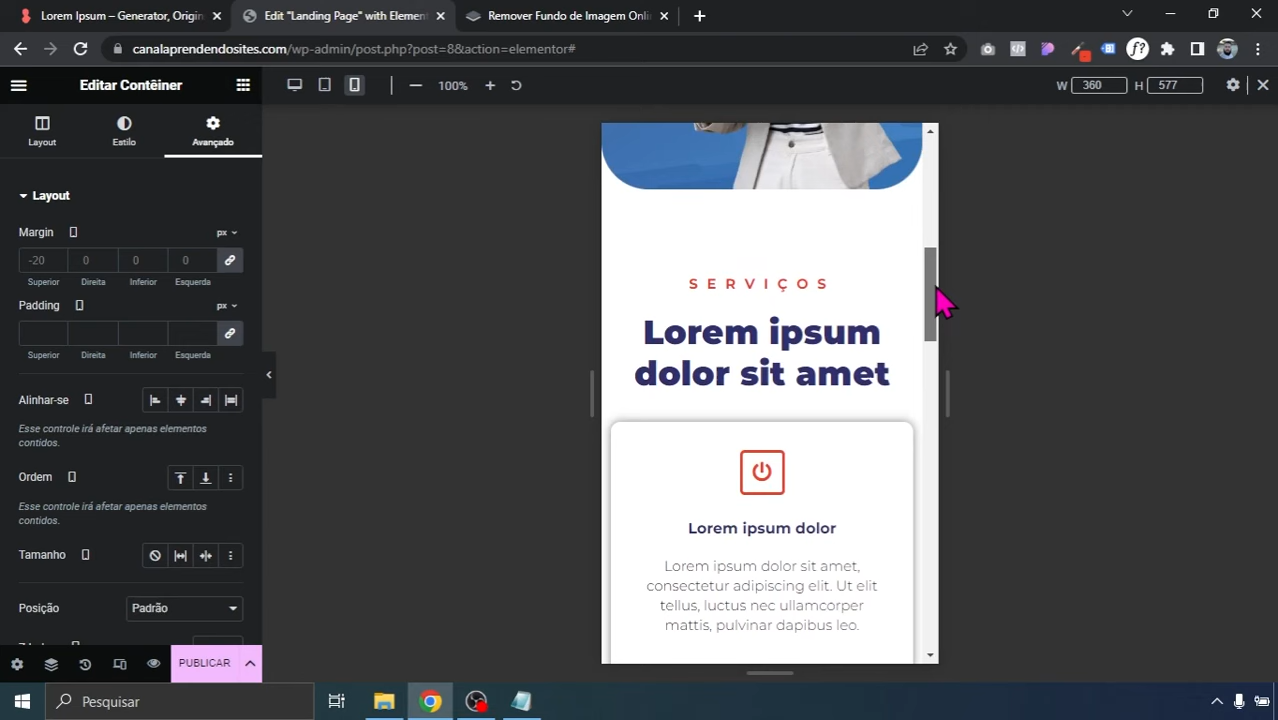 Lorem Ipsum – Generator, Origin
Edit "Landing Page" with Element
Remover Fundo de Imagem Onlin
canalaprendendosites.com/wp-admin/post.php?post=8&action=elementor#
Editar Contêiner
100%
W 360 H 577
Layout
Estilo
Avançado
Layout
Margin
px
-20 0 0 0
Superior Direita Inferior Esquerda
Padding
px
Superior Direita Inferior Esquerda
Alinhar-se
Esse controle irá afetar apenas elementos
contidos.
Ordem
Esse controle irá afetar apenas elementos
contidos.
Tamanho
Posição
Padrão
PUBLICAR
SERVIÇOS
Lorem ipsum
dolor sit amet
Lorem ipsum dolor
Lorem ipsum dolor sit amet,
consectetur adipiscing elit. Ut elit
tellus, luctus nec ullamcorper
mattis, pulvinar dapibus leo.
f?
Pesquisar